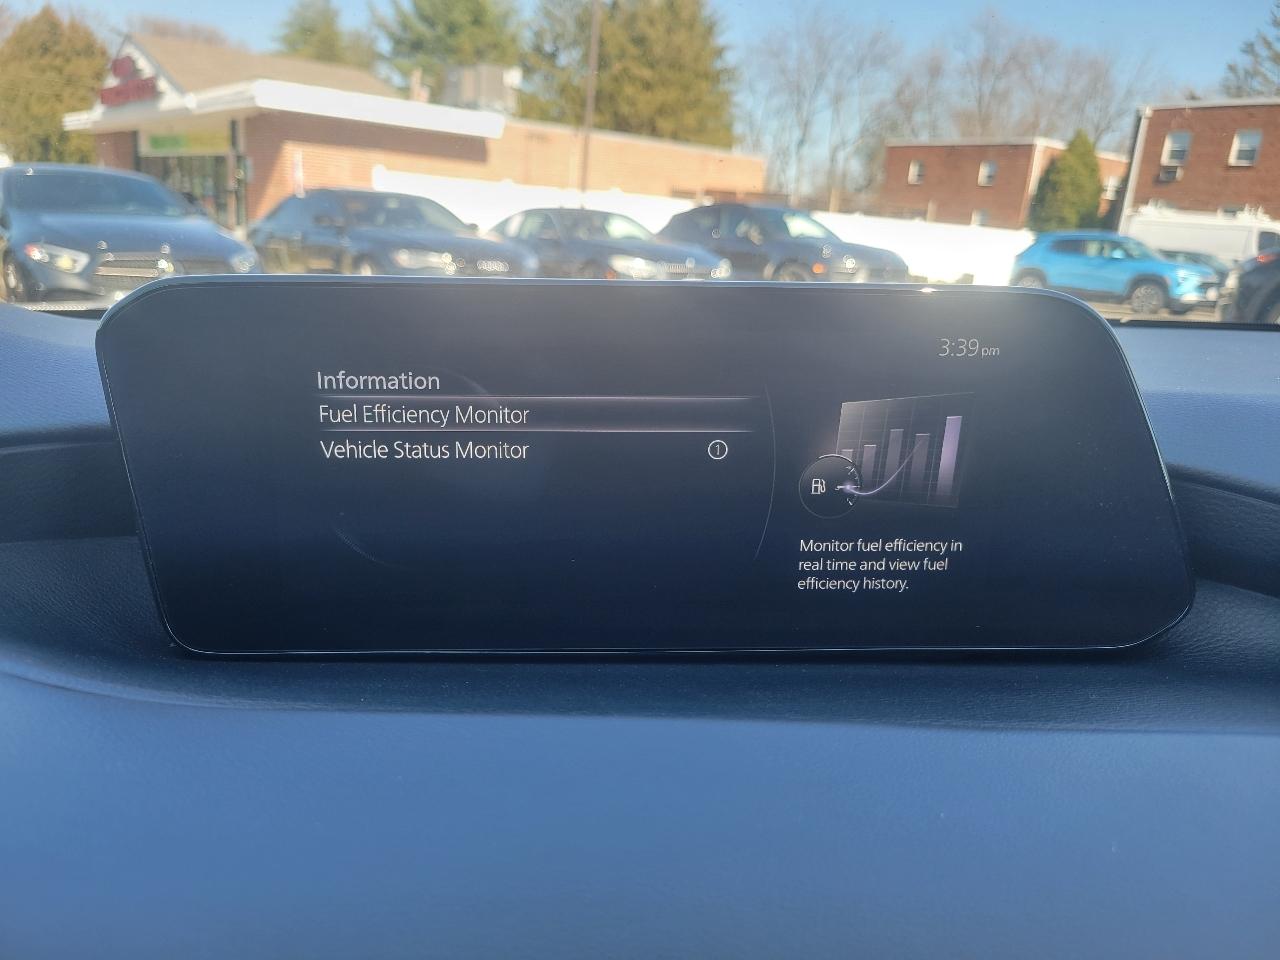 3:39 pm
Information
Fuel Efficiency Monitor
Vehicle Status Monitor 1
Monitor fuel efficiency in
real time and view fuel
efficiency history.